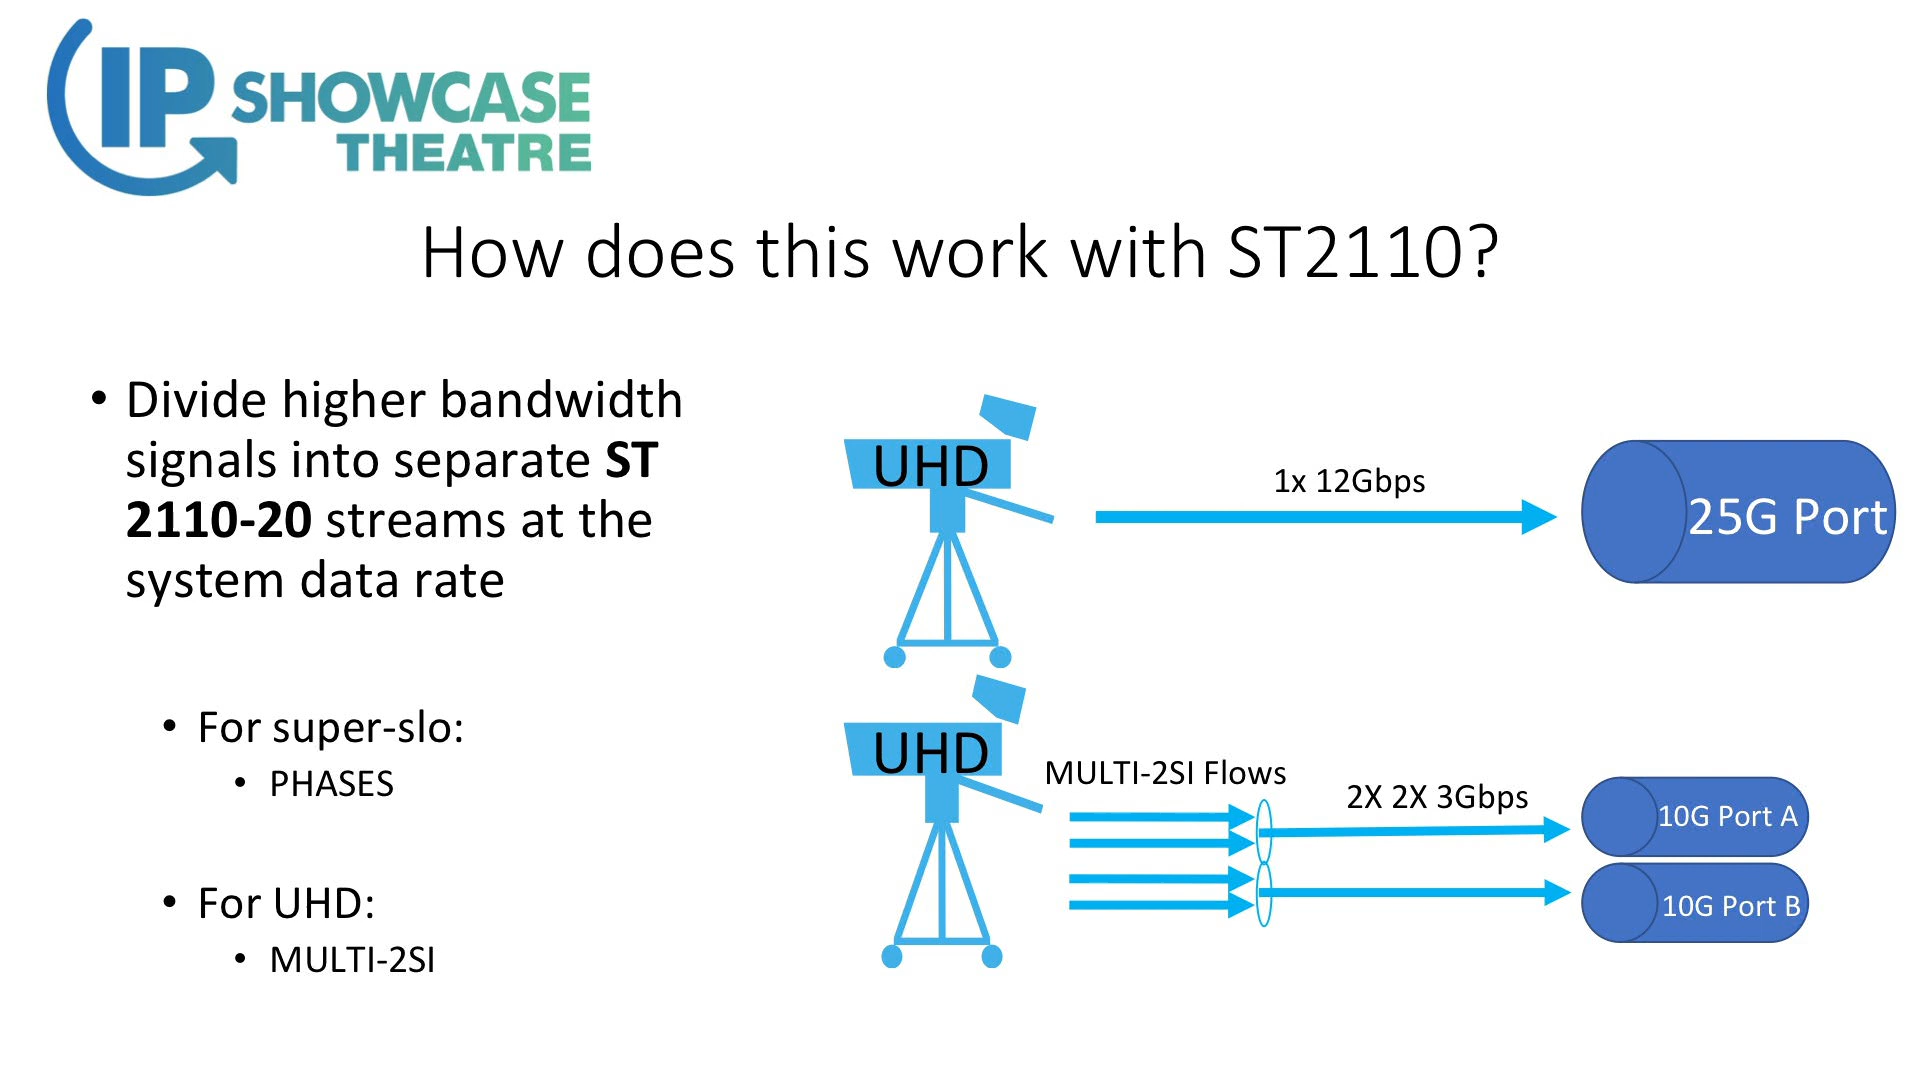 IP SHOWCASE
THEATRE
How does this work with ST2110?
• Divide higher bandwidth
signals into separate ST
2110-20 streams at the
system data rate
• For super-slo:
• PHASES
• For UHD:
• MULTI-2SI
UHD
1x 12Gbps
25G Port
UHD
MULTI-2SI Flows
2X 2X 3Gbps
10G Port A
10G Port B